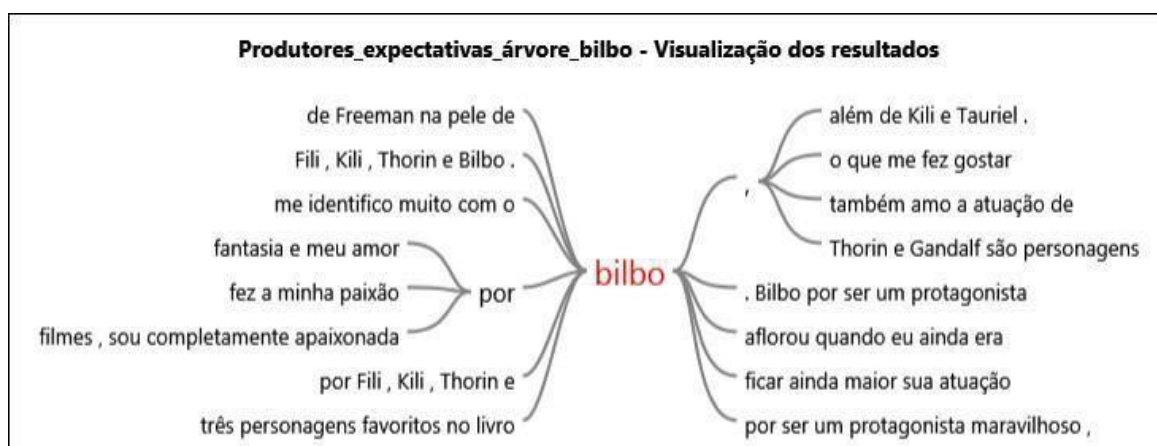 Produtores_expectativas_árvore_bilbo - Visualização dos resultados
de Freeman na pele de
Fili , Kili , Thorin e Bilbo .
me identifico muito com o
fantasia e meu amor
fez a minha paixão
filmes , sou completamente apaixonada
por
por Fili , Kili , Thorin e
três personagens favoritos no livro
bilbo
,
além de Kili e Tauriel .
o que me fez gostar
também amo a atuação de
Thorin e Gandalf são personagens
. Bilbo por ser um protagonista
aflorou quando eu ainda era
ficar ainda maior sua atuação
por ser um protagonista maravilhoso ,